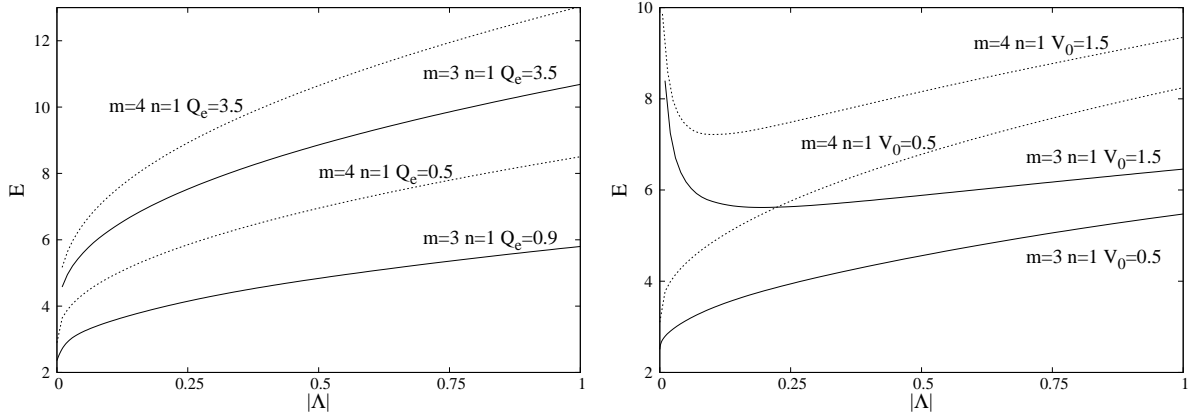 12
10
8
6
4
2
E
m=4 n=1 Q_e=3.5
m=3 n=1 Q_e=3.5
m=4 n=1 Q_e=0.5
m=3 n=1 Q_e=0.9
0 0.25 0.5 0.75 1
|Λ|
10
8
6
4
2
E
m=4 n=1 V_0=1.5
m=4 n=1 V_0=0.5
m=3 n=1 V_0=1.5
m=3 n=1 V_0=0.5
0 0.25 0.5 0.75 1
|Λ|